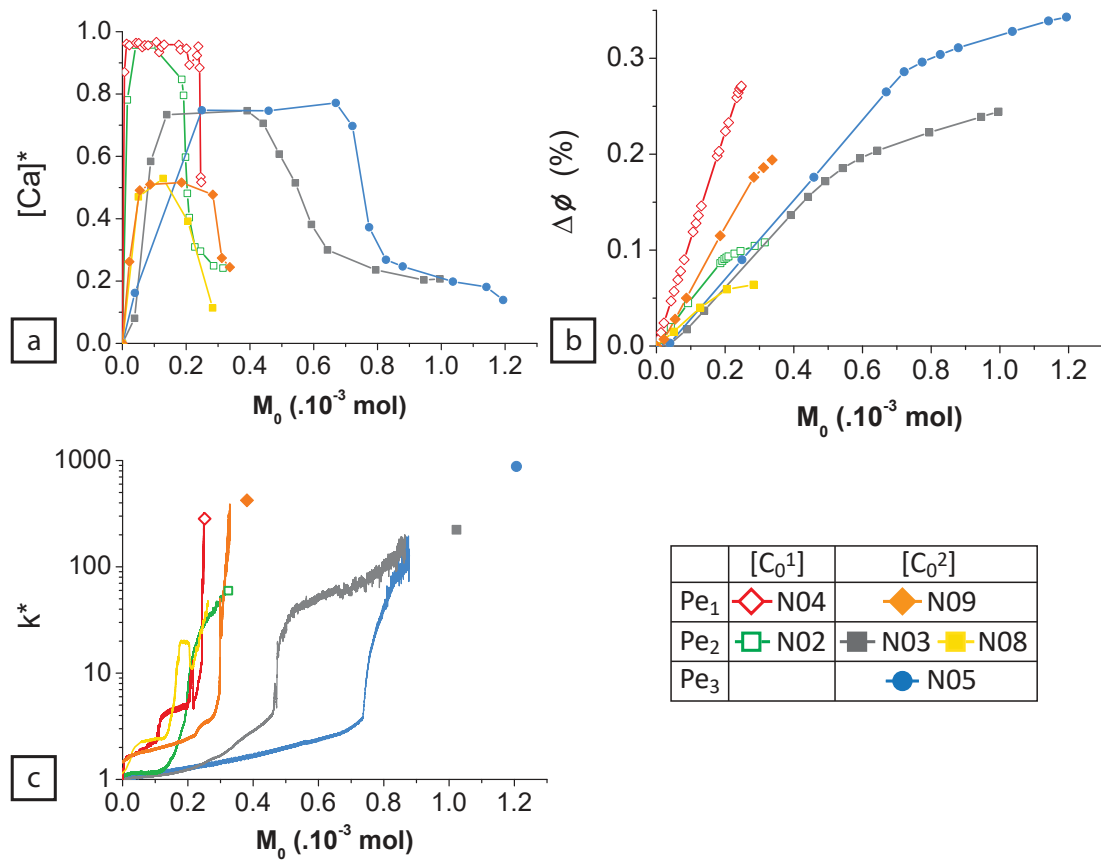 [Ca]*
1.0
0.8
0.6
0.4
0.2
0.0
0.0 0.2 0.4 0.6 0.8 1.0 1.2
M₀ (.10⁻³ mol)
a
Δϕ (%)
0.3
0.2
0.1
0.0
0.0 0.2 0.4 0.6 0.8 1.0 1.2
M₀ (.10⁻³ mol)
b
k*
1000
100
10
1
0.0 0.2 0.4 0.6 0.8 1.0 1.2
M₀ (.10⁻³ mol)
c
[C₀¹] [C₀²]
Pe₁ N04 N09
Pe₂ N02 N03 N08
Pe₃ N05